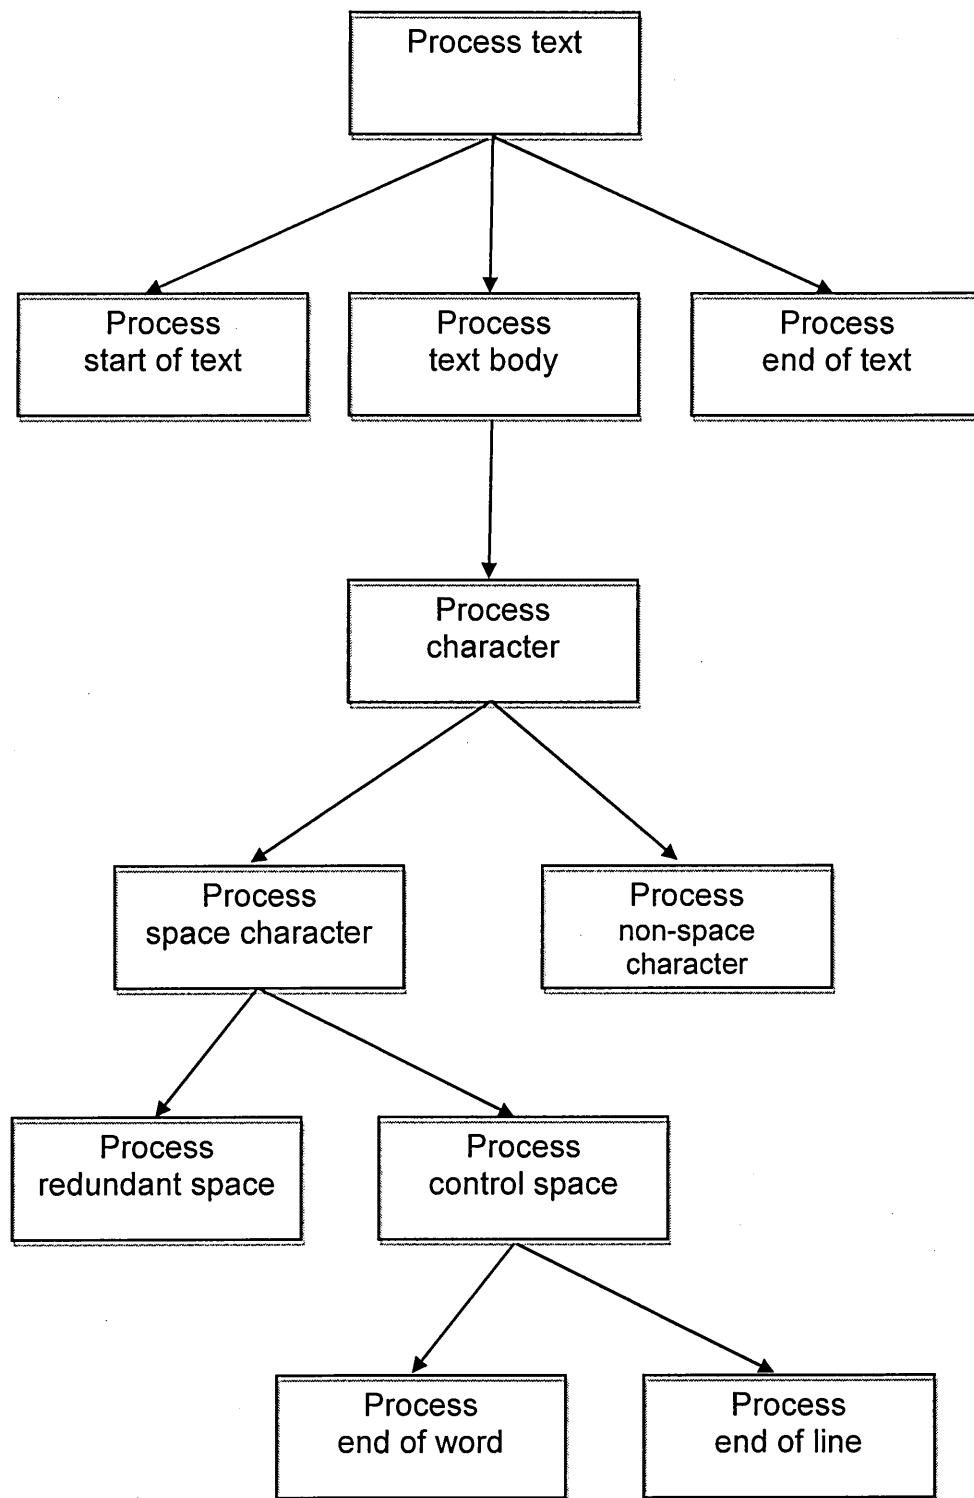 Process text
Process
start of text
Process
text body
Process
end of text
Process
character
Process
space character
Process
non-space
character
Process
redundant space
Process
control space
Process
end of word
Process
end of line